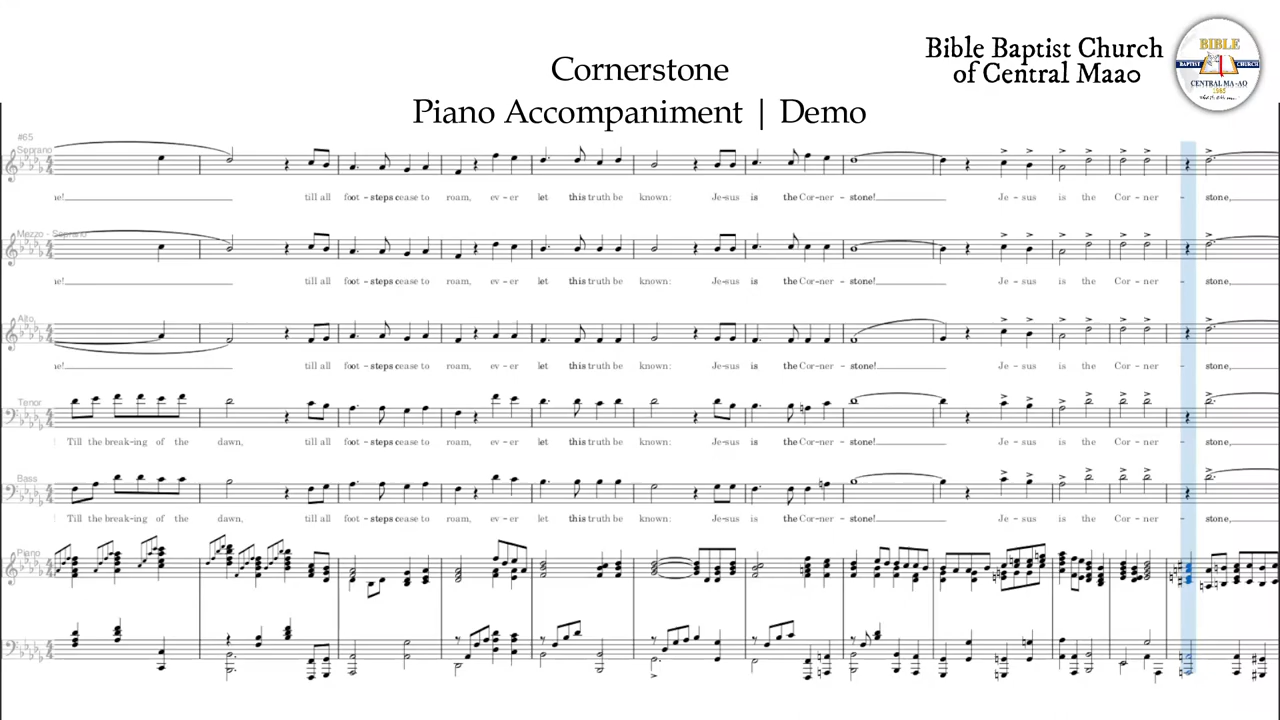 Bible Baptist Church
of Central Maao
BIBLE
BAPTIST CHURCH
CENTRAL MA-AO
Cornerstone
Piano Accompaniment | Demo
#65
Soprano
ne!
till all foot - steps cease to roam, ev - er let this truth be known: Je-sus is the Cor-ner - stone! Je - sus is the Cor - ner - stone,
Mezzo - Soprano
ne!
till all foot - steps cease to roam, ev - er let this truth be known: Je-sus is the Cor-ner - stone! Je - sus is the Cor - ner - stone,
Alto
ne!
till all foot - steps cease to roam, ev - er let this truth be known: Je-sus is the Cor-ner - stone! Je - sus is the Cor - ner - stone,
Tenor
Till the break-ing of the dawn, till all foot - steps cease to roam, ev - er let this truth be known: Je-sus is the Cor-ner - stone! Je - sus is the Cor - ner - stone,
Bass
Till the break-ing of the dawn, till all foot - steps cease to roam, ev - er let this truth be known: Je-sus is the Cor-ner - stone! Je - sus is the Cor - ner - stone,
Piano